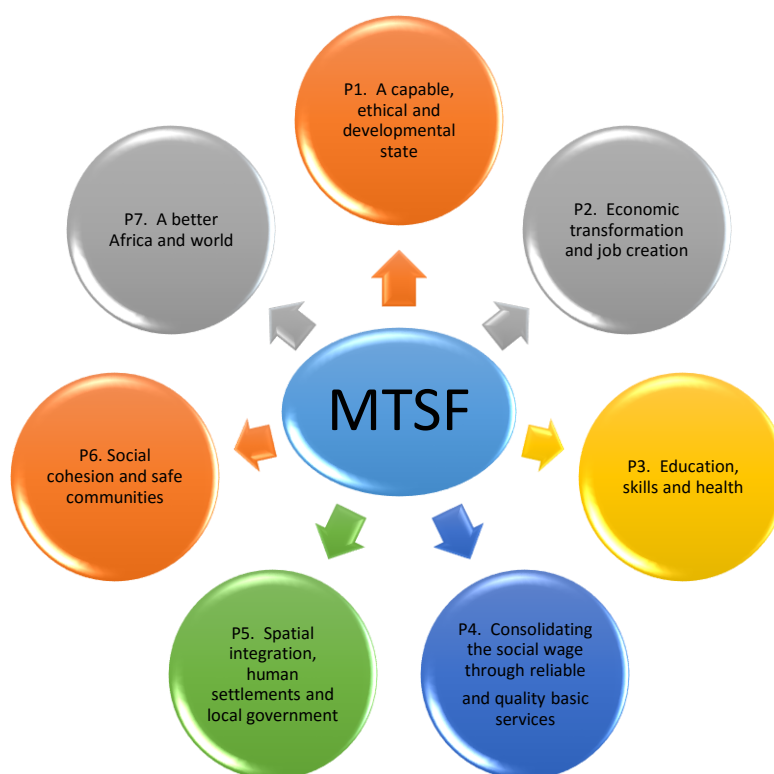 P1. A capable,
ethical and
developmental
state
P2. Economic
transformation
and job creation
P3. Education,
skills and health
P4. Consolidating
the social wage
through reliable
and quality basic
services
P5. Spatial
integration,
human
settlements and
local government
P6. Social
cohesion and safe
communities
P7. A better
Africa and world
MTSF